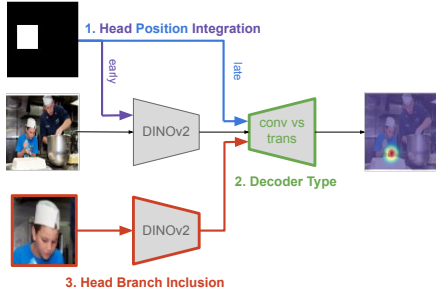 1. Head Position Integration
early
late
DINOv2
conv vs
trans
2. Decoder Type
DINOv2
3. Head Branch Inclusion